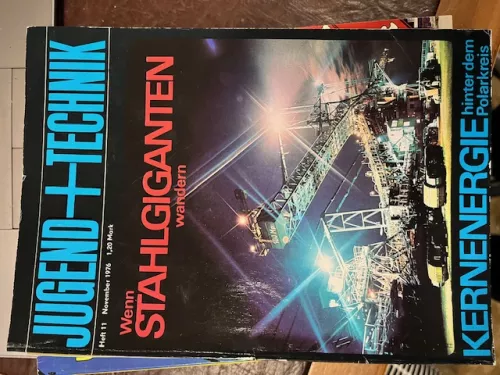 JUGEND+TECHNIK
Heft 11 November 1976 1,20 Mark
Wenn
STAHLGIGANTEN
wandern
KERNENERGIE hinter dem
Polarkreis